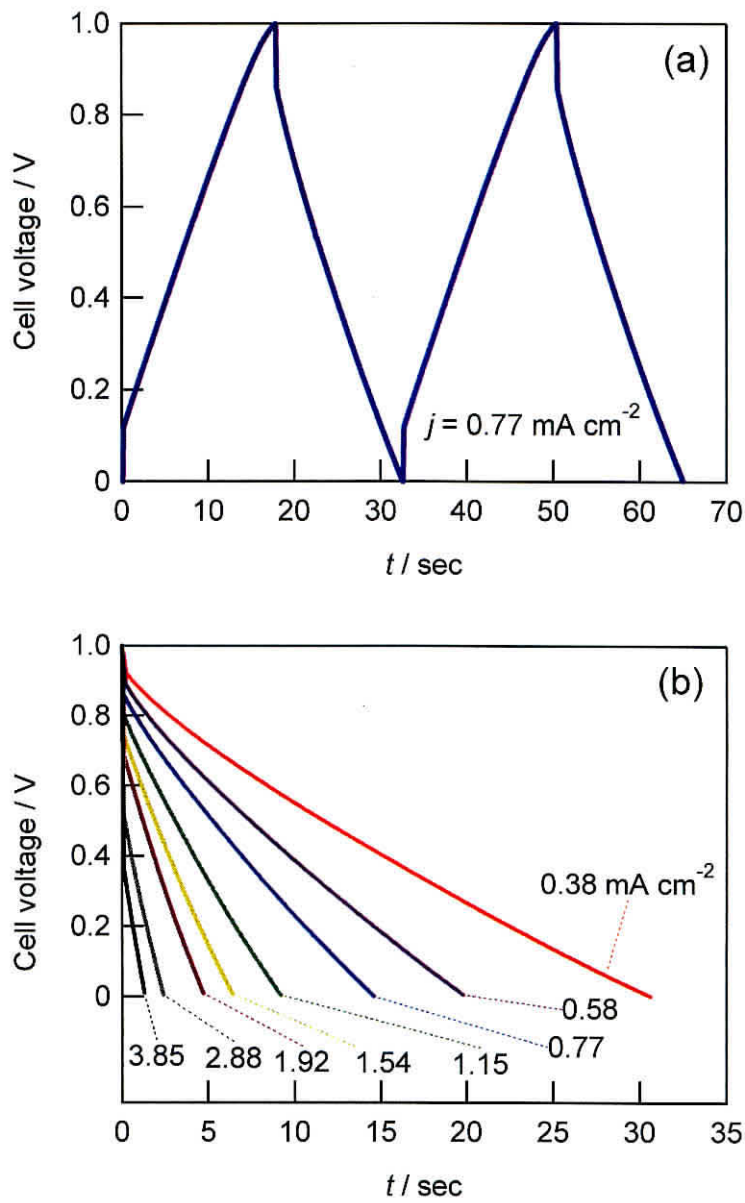 (a)
1.0
0.8
0.6
0.4
0.2
0
Cell voltage / V
j = 0.77 mA cm⁻²
0 10 20 30 40 50 60 70
t / sec
(b)
1.0
0.8
0.6
0.4
0.2
0
Cell voltage / V
0.38 mA cm⁻²
0.58
0.77
1.15
3.85 2.88 1.92 1.54
0 5 10 15 20 25 30 35
t / sec